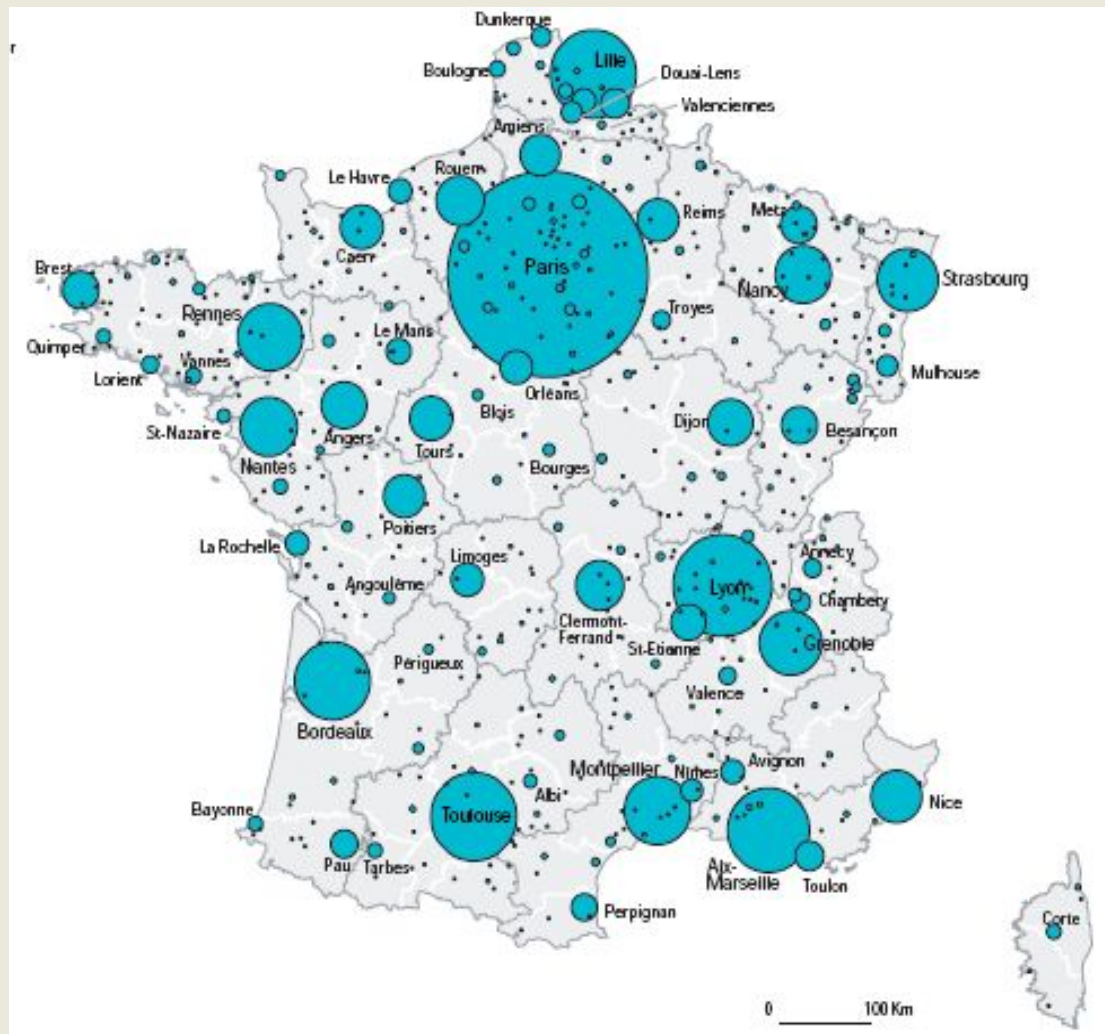 r
Dunkerque
Lille
Douai-Lens
Boulogne
Valenciennes
Amiens
Rouen
Le Havre
Reims
Metz
Caen
Paris
Nancy
Strasbourg
Brest
Rennes
Troyes
Le Mans
Quimper
Vannes
Lorient
Mulhouse
Orléans
Blois
Dijon
St-Nazaire
Angers
Tours
Besançon
Nantes
Bourges
Poitiers
La Rochelle
Limoges
Annecy
Angoulême
Lyon
Chambéry
Clermont-
Ferrand
St-Etienne
Grenoble
Périgueux
Valence
Bordeaux
Montpellier
Nimes
Avignon
Albi
Bayonne
Toulouse
Nice
Pau
Tarbes
Aix-
Marseille
Toulon
Perpignan
Corte
0
100 Km